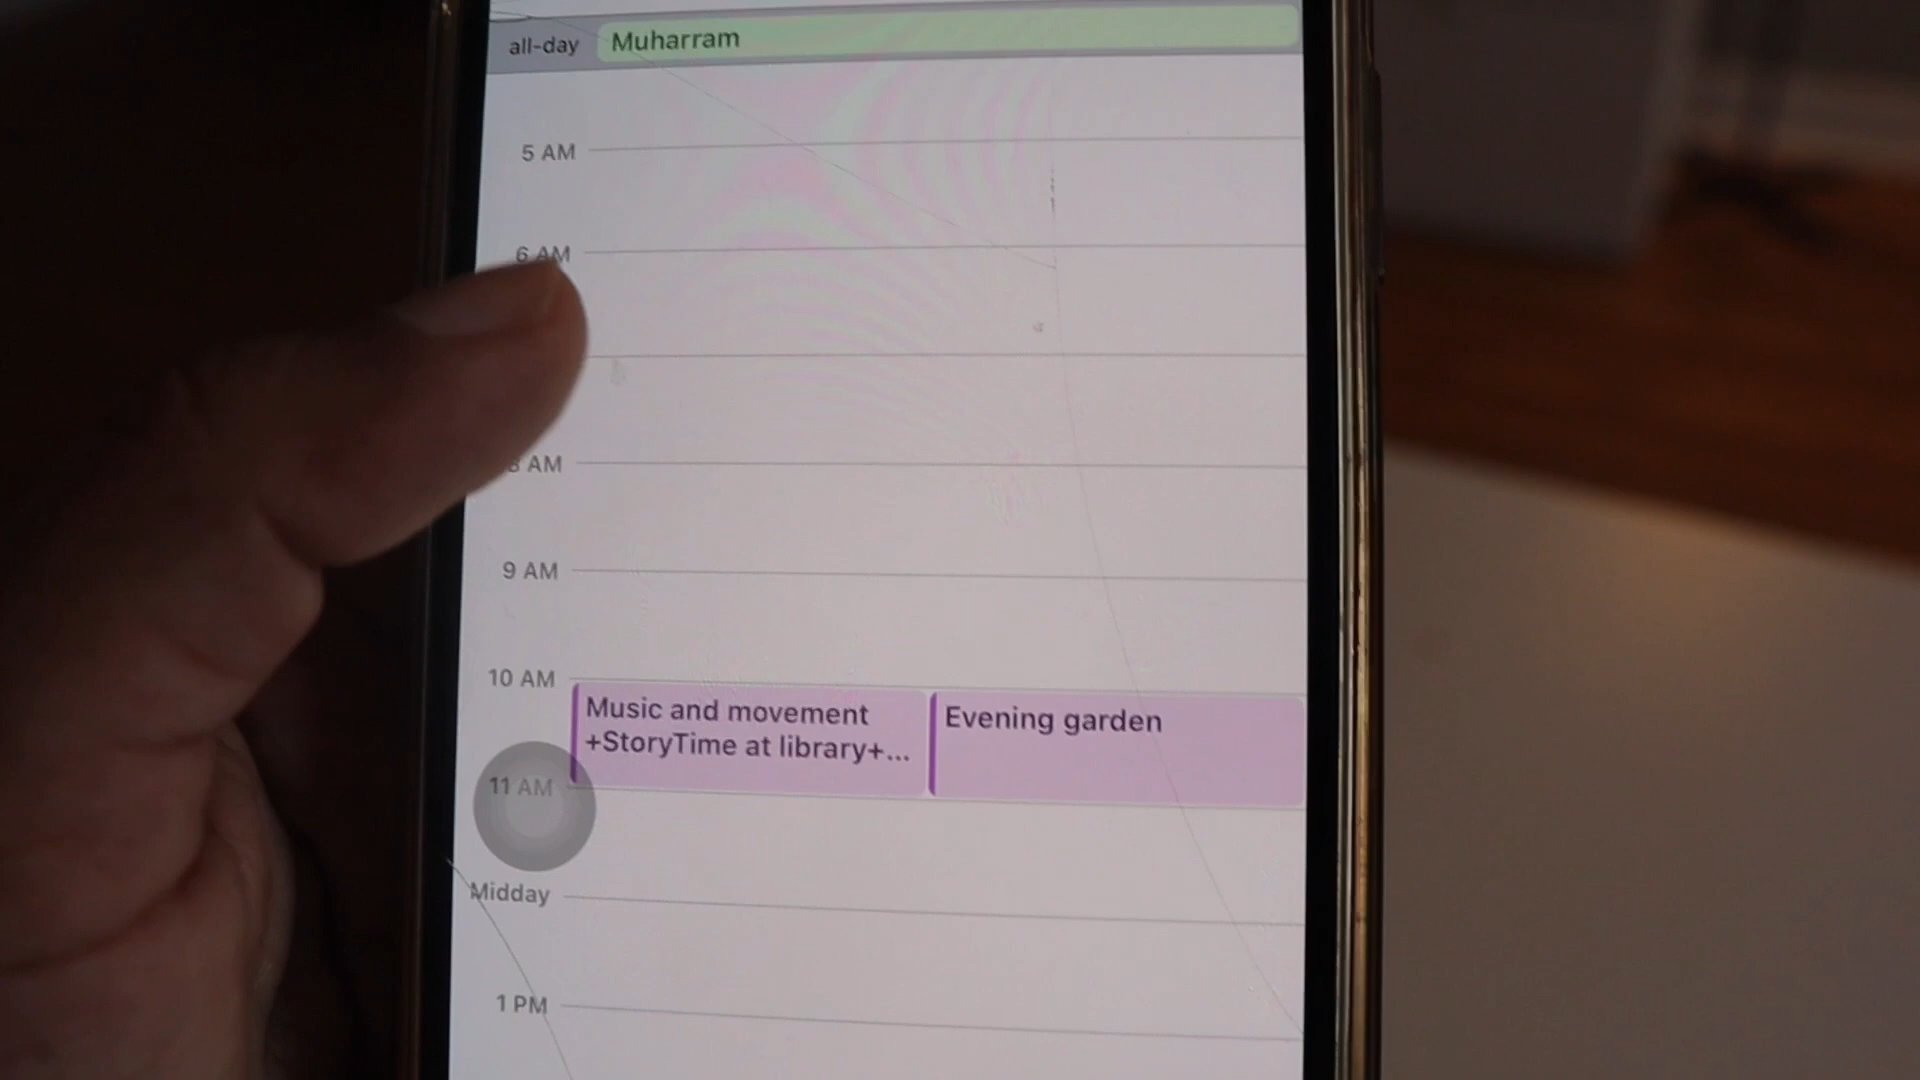 all-day Muharram
5 AM
6 AM
8 AM
9 AM
10 AM
Music and movement
+StoryTime at library+...
Evening garden
11 AM
Midday
1 PM